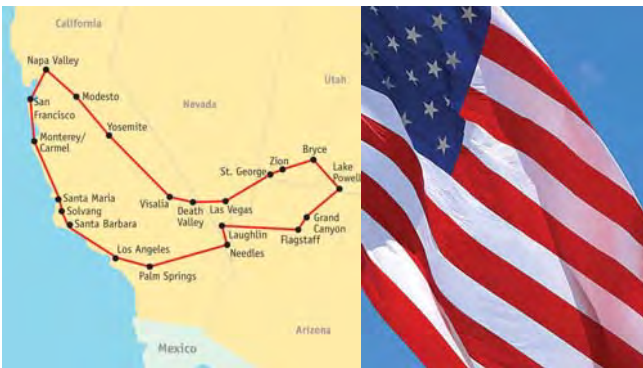 California
Napa Valley
Utah
Modesto
San
Francisco
Nevada
Yosemite
Monterey/
Carmel
Bryce
Zion
St. George
Lake
Powell
Santa Maria
Visalia
Death
Valley
Las Vegas
Solvang
Santa Barbara
Grand
Canyon
Laughlin
Flagstaff
Los Angeles
Needles
Palm Springs
Arizona
Mexico